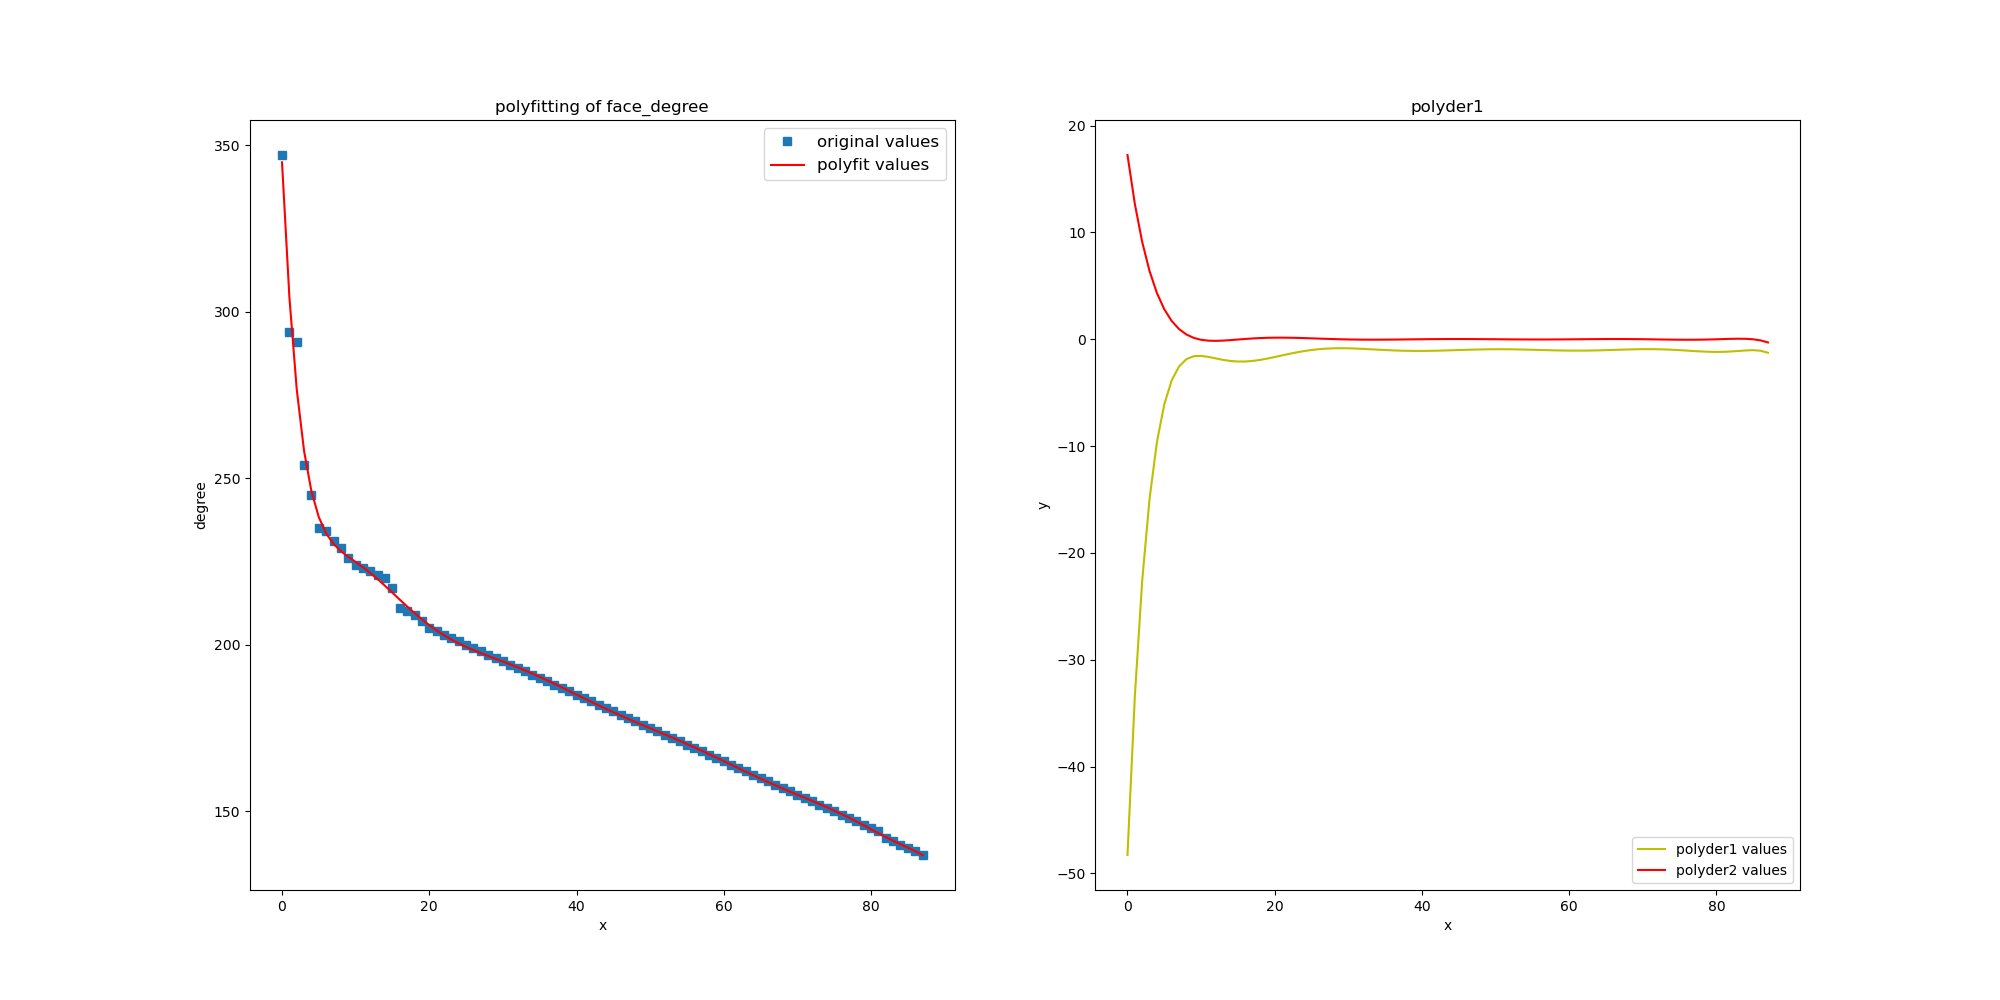 polyfitting of face_degree
350
300
250
200
150
degree
0
20
40
60
80
x
original values
polyfit values
polyder1
20
10
0
−10
−20
−30
−40
−50
y
0
20
40
60
80
x
polyder1 values
polyder2 values